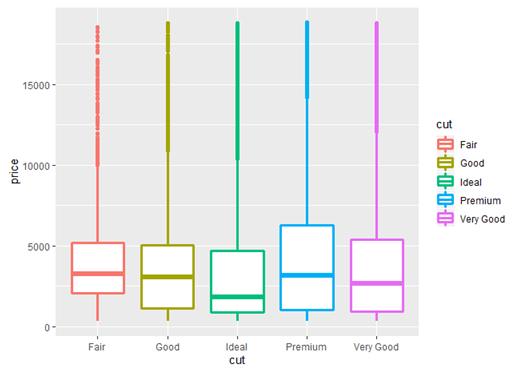 price
15000
10000
5000
0
Fair Good Ideal Premium Very Good
cut
cut
Fair
Good
Ideal
Premium
Very Good